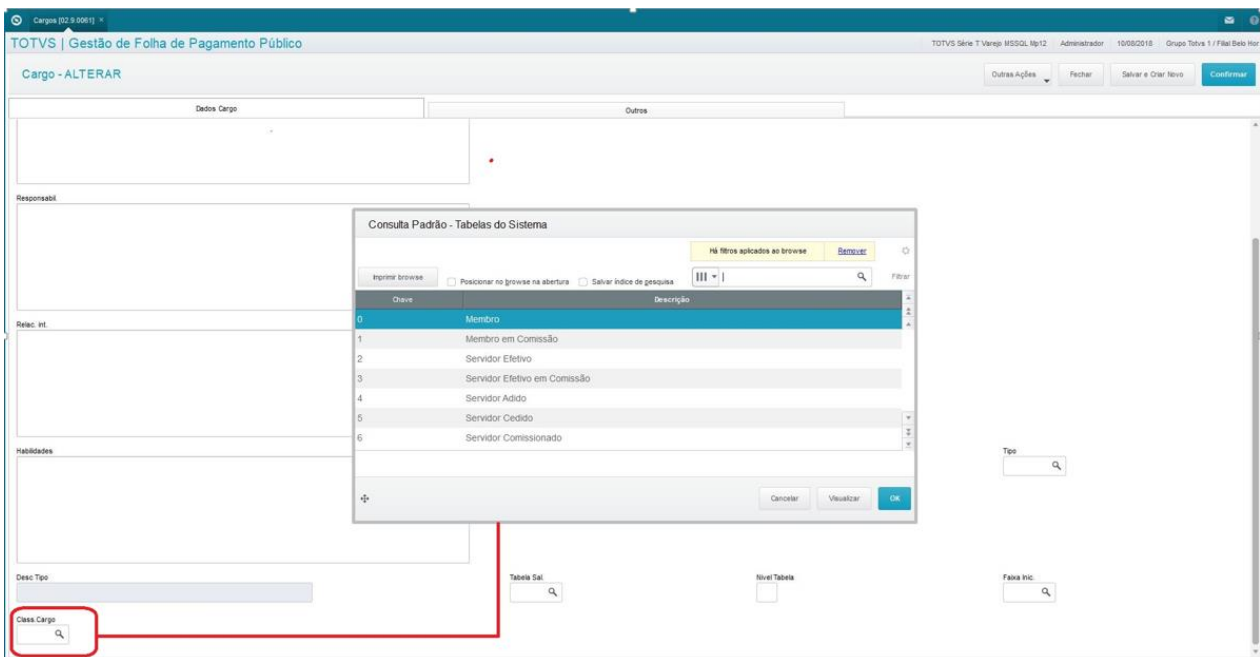 Cargos [02.9.0061] ×
TOTVS | Gestão de Folha de Pagamento Público
TOTVS Série T Varejo MSSQL Mp12 Administrador 10/08/2018 Grupo Totvs 1 / Filial Belo Hor
Cargo - ALTERAR
Outras Ações Fechar Salvar e Criar Novo Confirmar
Dados Cargo Outros
Responsabil.
Consulta Padrão - Tabelas do Sistema
Há filtros aplicados ao browse Remover
Imprimir browse Posicionar no browse na abertura Salvar índice de pesquisa Filtrar
Chave Descrição
0 Membro
1 Membro em Comissão
2 Servidor Efetivo
3 Servidor Efetivo em Comissão
4 Servidor Adido
5 Servidor Cedido
6 Servidor Comissionado
Relac. int.
Habilidades
Tipo
Cancelar Visualizar OK
Desc Tipo Tabela Sal. Nivel Tabela Faixa Inic.
Class.Cargo